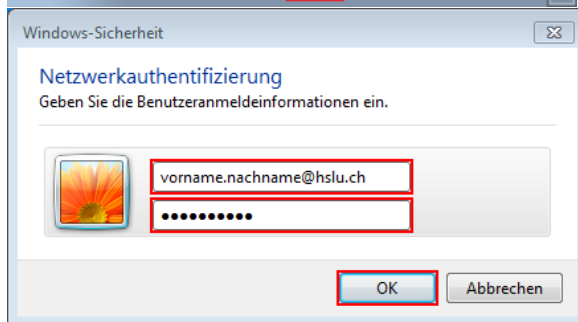 Windows-Sicherheit
Netzwerkauthentifizierung
Geben Sie die Benutzeranmeldeinformationen ein.
vorname.nachname@hslu.ch
●●●●●●●●●●
OK
Abbrechen